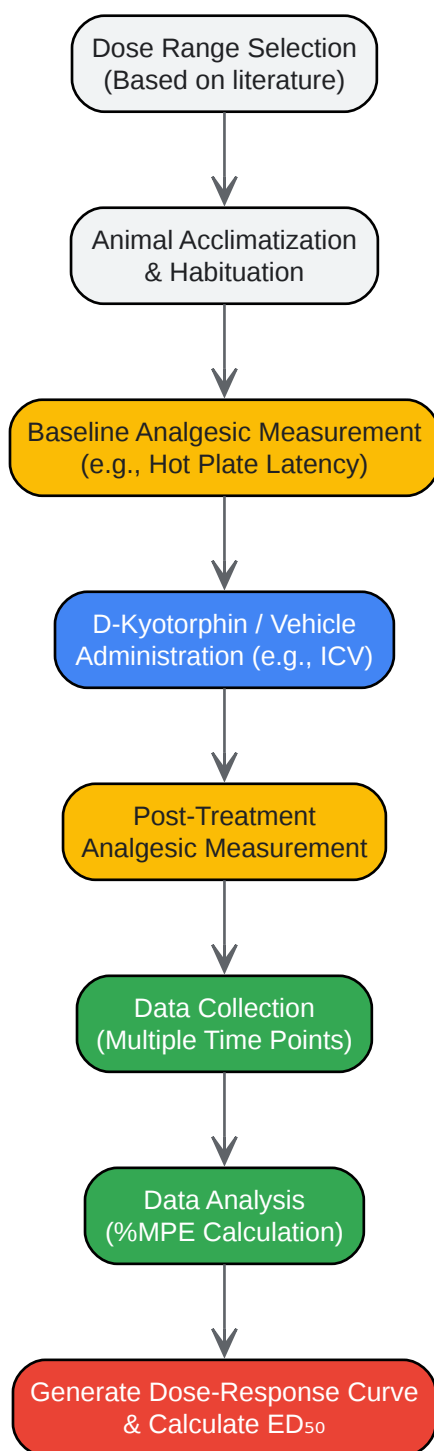 Dose Range Selection
(Based on literature)
Animal Acclimatization
& Habituation
Baseline Analgesic Measurement
(e.g., Hot Plate Latency)
D-Kyotorphin / Vehicle
Administration (e.g., ICV)
Post-Treatment
Analgesic Measurement
Data Collection
(Multiple Time Points)
Data Analysis
(%MPE Calculation)
Generate Dose-Response Curve
& Calculate ED₅₀